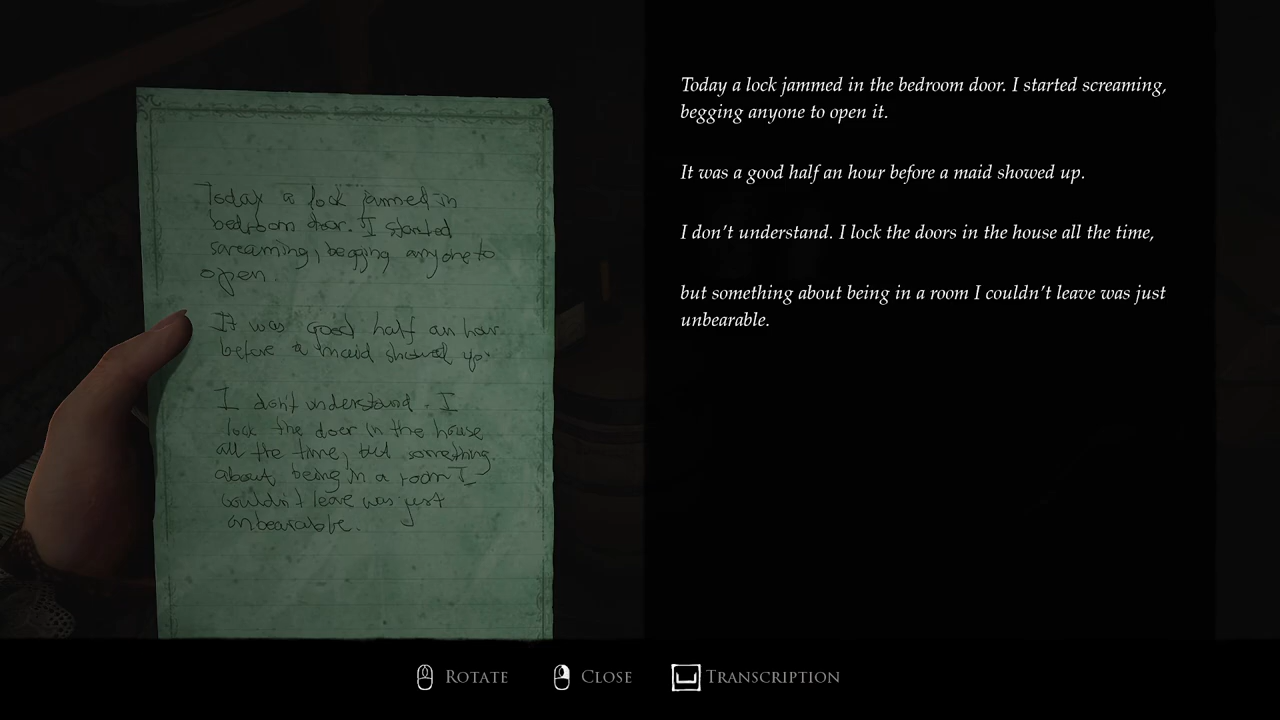 Today a lock jammed in
bedroom door. I started
screaming, begging anyone to
open.
It was good half an hour
before a maid showed up.
I don't understand. I
lock the door in the house
all the time, but something
about being in a room I
couldn't leave was just
unbearable.
Today a lock jammed in the bedroom door. I started screaming,
begging anyone to open it.
It was a good half an hour before a maid showed up.
I don't understand. I lock the doors in the house all the time,
but something about being in a room I couldn't leave was just
unbearable.
ROTATE CLOSE TRANSCRIPTION